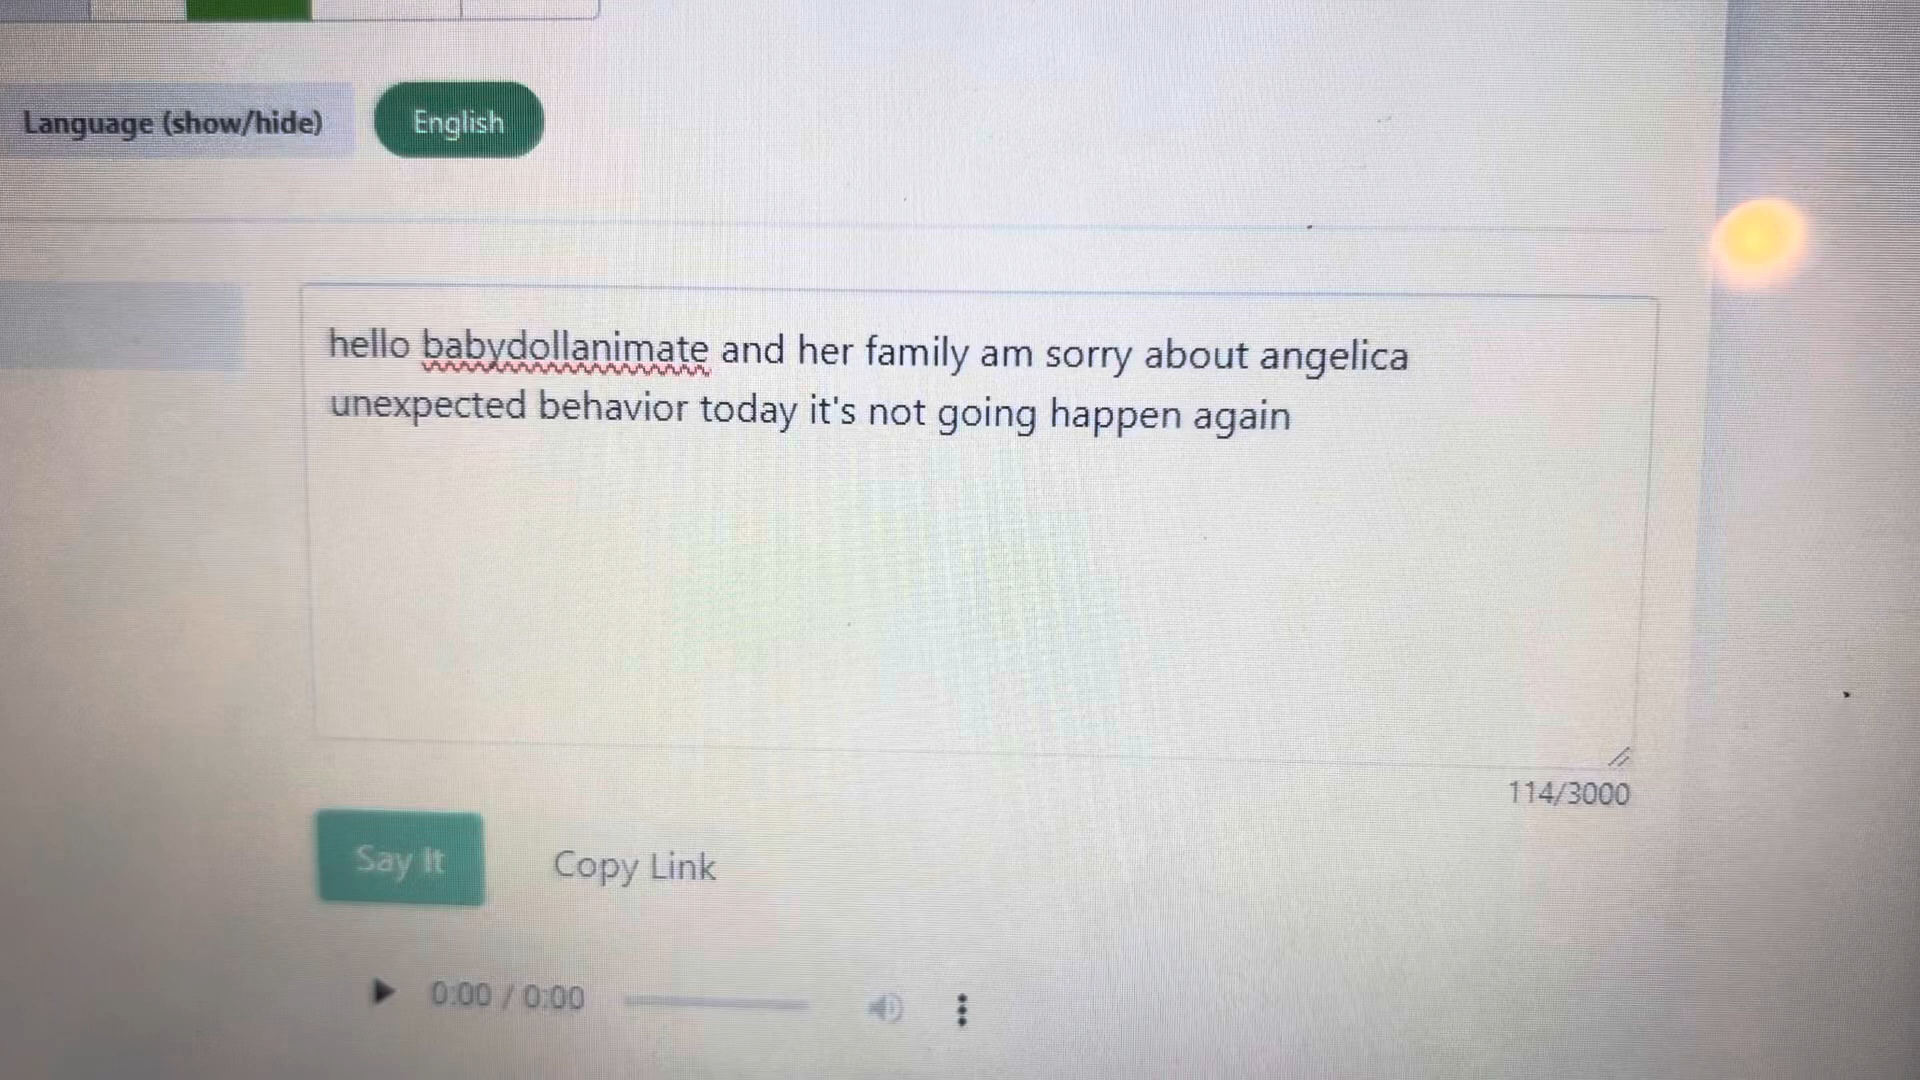 Language (show/hide)
English
hello babydollanimate and her family am sorry about angelica
unexpected behavior today it's not going happen again
114/3000
Say It
Copy Link
0:00 / 0:00